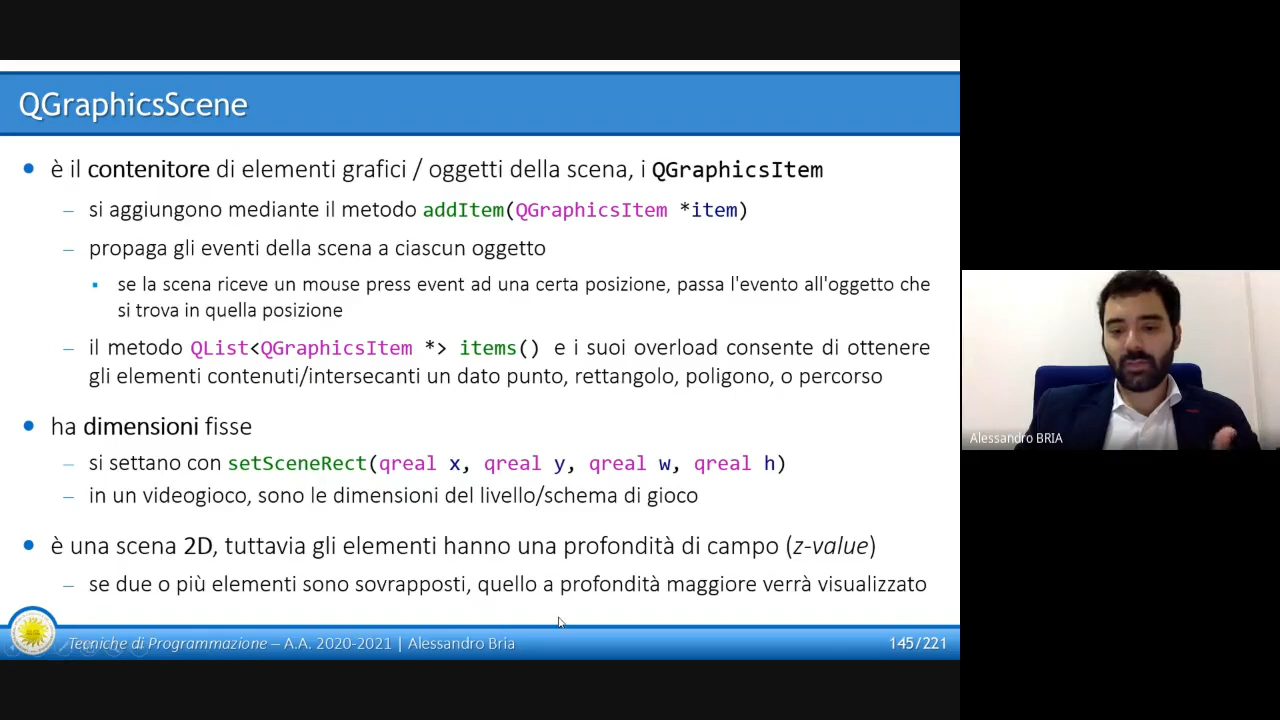 QGraphicsScene
è il contenitore di elementi grafici / oggetti della scena, i QGraphicsItem
– si aggiungono mediante il metodo addItem(QGraphicsItem *item)
– propaga gli eventi della scena a ciascun oggetto
se la scena riceve un mouse press event ad una certa posizione, passa l'evento all'oggetto che
si trova in quella posizione
– il metodo QList<QGraphicsItem *> items() e i suoi overload consente di ottenere
gli elementi contenuti/intersecanti un dato punto, rettangolo, poligono, o percorso
ha dimensioni fisse
– si settano con setSceneRect(qreal x, qreal y, qreal w, qreal h)
– in un videogioco, sono le dimensioni del livello/schema di gioco
è una scena 2D, tuttavia gli elementi hanno una profondità di campo (z-value)
– se due o più elementi sono sovrapposti, quello a profondità maggiore verrà visualizzato
Tecniche di Programmazione – A.A. 2020-2021 | Alessandro Bria
145/221
Alessandro BRIA